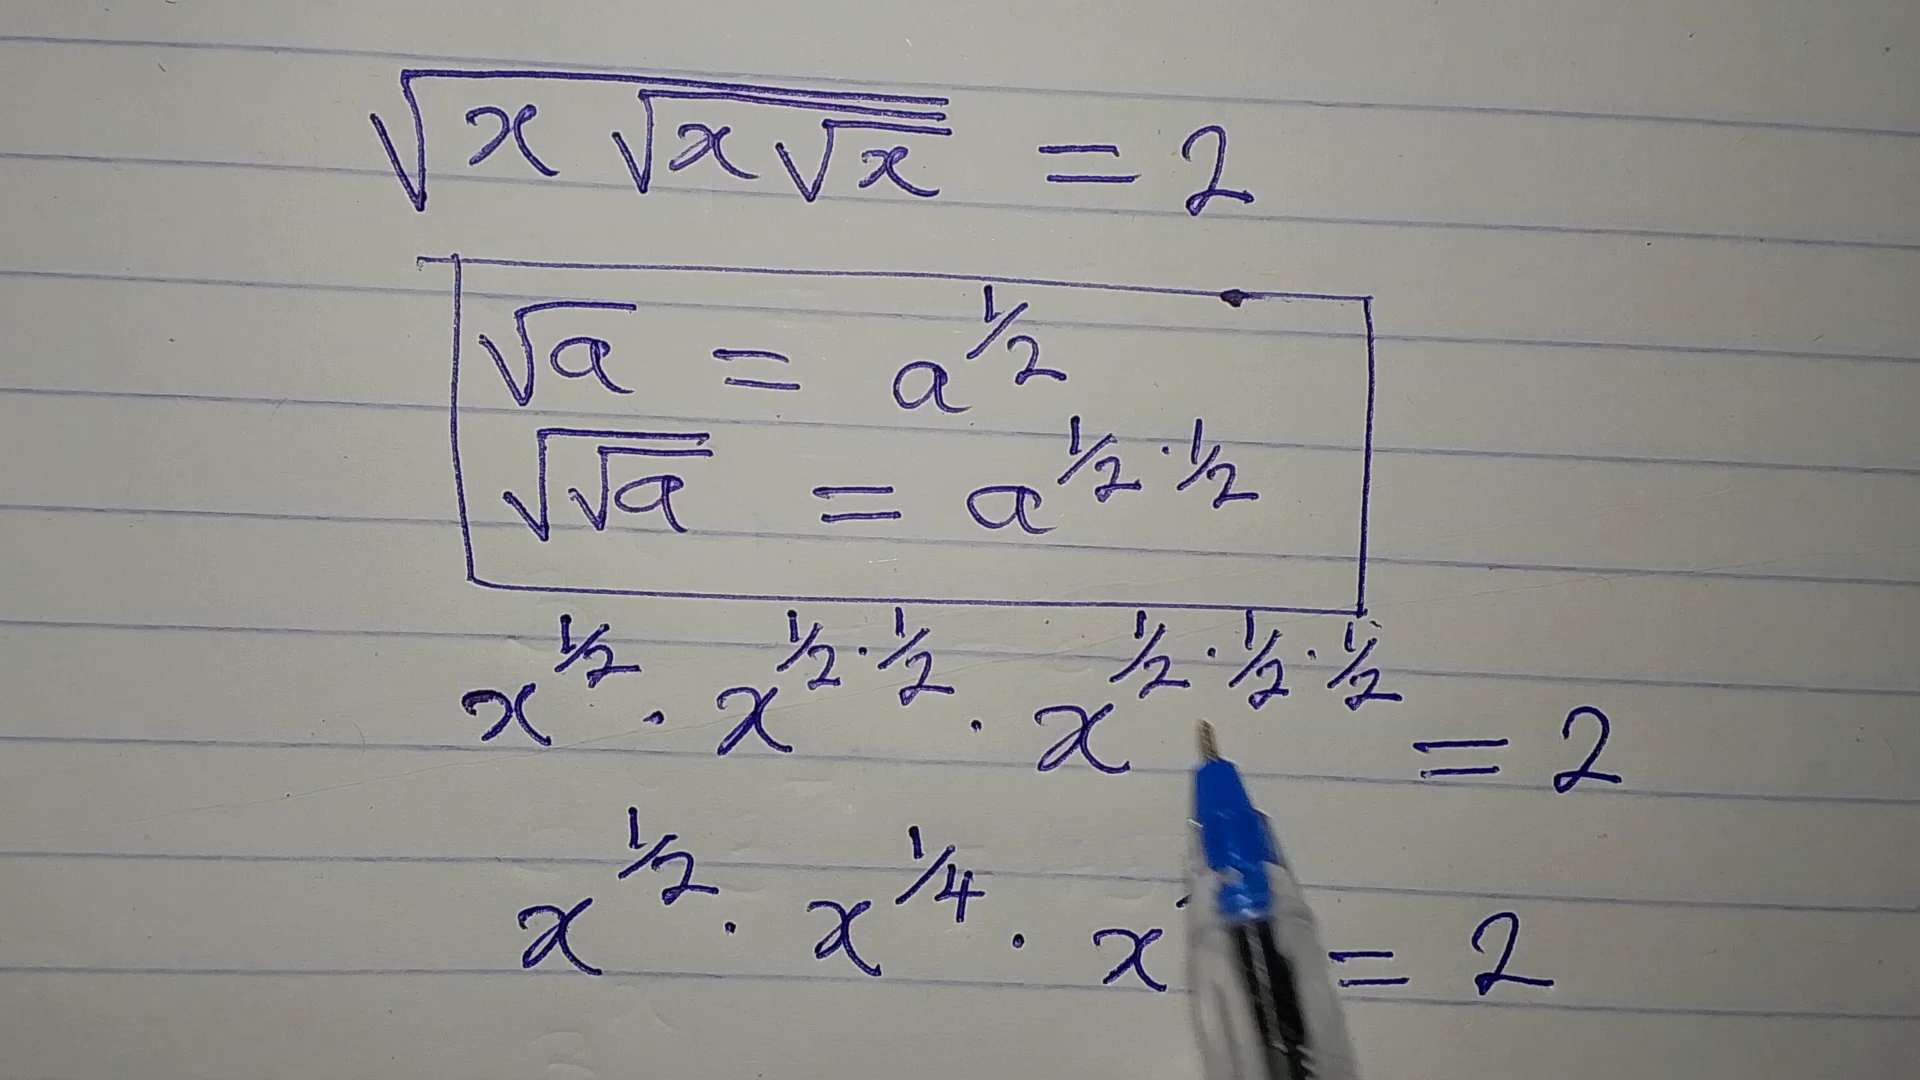 √(x√(x√x)) = 2
√a = a^(1/2)
√√a = a^(1/2 · 1/2)
x^(1/2) · x^(1/2 · 1/2) · x^(1/2 · 1/2 · 1/2) = 2
x^(1/2) · x^(1/4) · x = 2